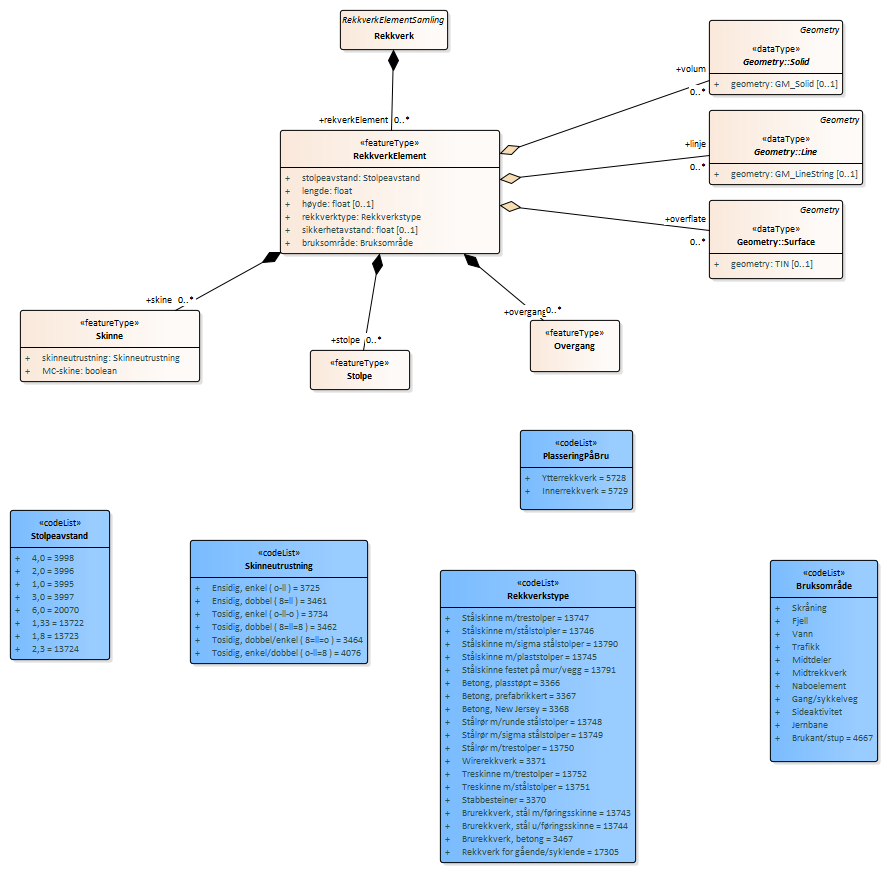 RekkverkElementSamling
Rekkverk
+rekverkElement 0..*
«featureType»
RekkverkElement
+ stolpeavstand: Stolpeavstand
+ lengde: float
+ høyde: float [0..1]
+ rekkverktype: Rekkverkstype
+ sikkerhetavstand: float [0..1]
+ bruksområde: Bruksområde
+volum
0..*
Geometry
«dataType»
Geometry::Solid
+ geometry: GM_Solid [0..1]
+linje
0..*
Geometry
«dataType»
Geometry::Line
+ geometry: GM_LineString [0..1]
+overflate
0..*
Geometry
«dataType»
Geometry::Surface
+ geometry: TIN [0..1]
+skine 0..*
«featureType»
Skinne
+ skinneutrustning: Skinneutrustning
+ MC-skine: boolean
+stolpe 0..*
«featureType»
Stolpe
+overgang 0..*
«featureType»
Overgang
«codeList»
PlasseringPåBru
+ Ytterrekkverk = 5728
+ Innerrekkverk = 5729
«codeList»
Stolpeavstand
+ 4,0 = 3998
+ 2,0 = 3996
+ 1,0 = 3995
+ 3,0 = 3997
+ 6,0 = 20070
+ 1,33 = 13722
+ 1,8 = 13723
+ 2,3 = 13724
«codeList»
Skinneutrustning
+ Ensidig, enkel ( o-ll ) = 3725
+ Ensidig, dobbel ( 8=ll ) = 3461
+ Tosidig, enkel ( o-ll-o ) = 3734
+ Tosidig, dobbel ( 8=ll=8 ) = 3462
+ Tosidig, dobbel/enkel ( 8=ll=o ) = 3464
+ Tosidig, enkel/dobbel ( o-ll=8 ) = 4076
«codeList»
Rekkverkstype
+ Stålskinne m/trestolper = 13747
+ Stålskinne m/stålstolpler = 13746
+ Stålskinne m/sigma stålstolper = 13790
+ Stålskinne m/plaststolper = 13745
+ Stålskinne festet på mur/vegg = 13791
+ Betong, plasstøpt = 3366
+ Betong, prefabrikkert = 3367
+ Betong, New Jersey = 3368
+ Stålrør m/runde stålstolper = 13748
+ Stålrør m/sigma stålstolper = 13749
+ Stålrør m/trestolper = 13750
+ Wirerekkverk = 3371
+ Treskinne m/trestolper = 13752
+ Treskinne m/stålstolper = 13751
+ Stabbesteiner = 3370
+ Brurekkverk, stål m/føringsskinne = 13743
+ Brurekkverk, stål u/føringsskinne = 13744
+ Brurekkverk, betong = 3467
+ Rekkverk for gående/syklende = 17305
«codeList»
Bruksområde
+ Skråning
+ Fjell
+ Vann
+ Trafikk
+ Midtdeler
+ Midtrekkverk
+ Naboelement
+ Gang/sykkelveg
+ Sideaktivitet
+ Jernbane
+ Brukant/stup = 4667